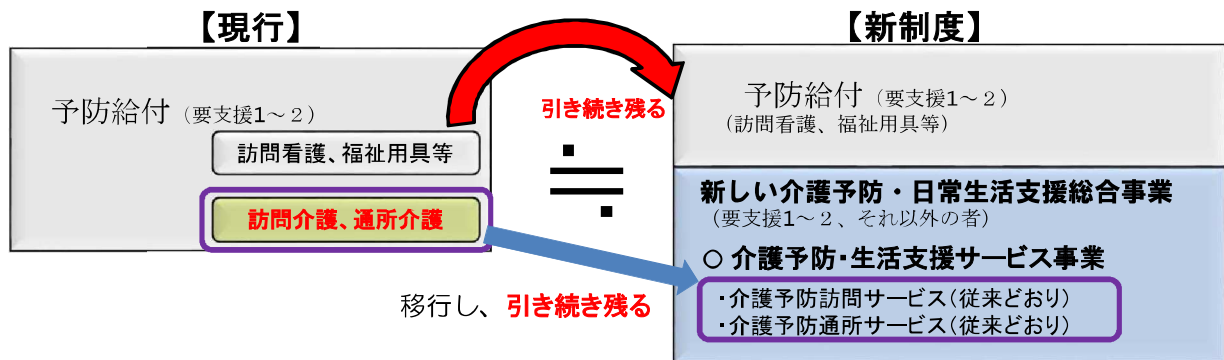 【現行】
予防給付(要支援1~2)
訪問看護、福祉用具等
訪問介護、通所介護
引き続き残る
≒
移行し、引き続き残る
【新制度】
予防給付(要支援1~2)
(訪問看護、福祉用具等)
新しい介護予防・日常生活支援総合事業
(要支援1~2、それ以外の者)
○ 介護予防・生活支援サービス事業
・介護予防訪問サービス(従来どおり)
・介護予防通所サービス(従来どおり)